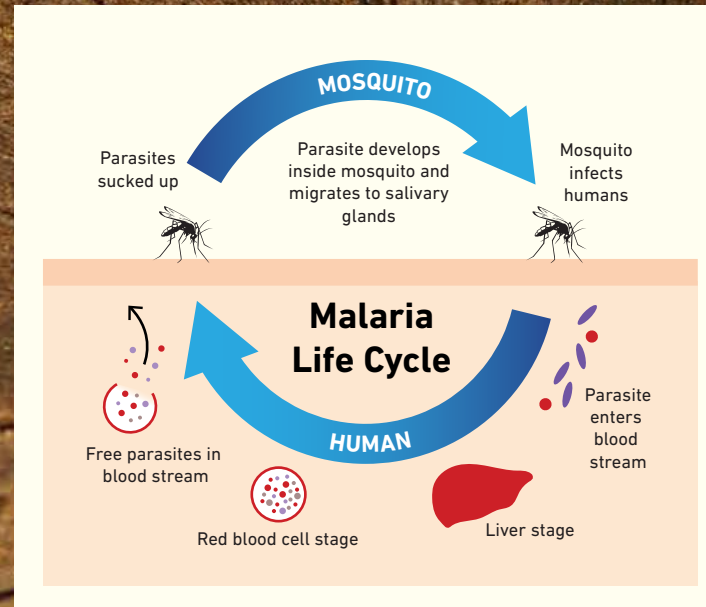 MOSQUITO
Parasites
sucked up
Parasite develops
inside mosquito and
migrates to salivary
glands
Mosquito
infects
humans
Malaria
Life Cycle
Parasite
enters
blood
stream
HUMAN
Free parasites in
blood stream
Red blood cell stage
Liver stage